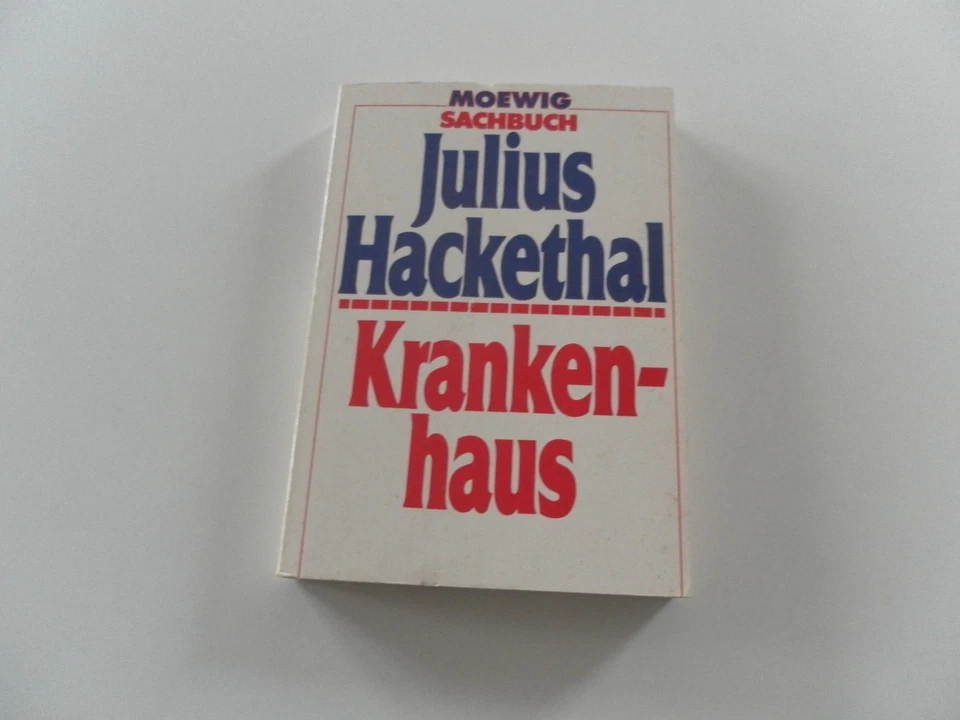 MOEWIG
SACHBUCH
Julius
Hackethal
Kranken-
haus